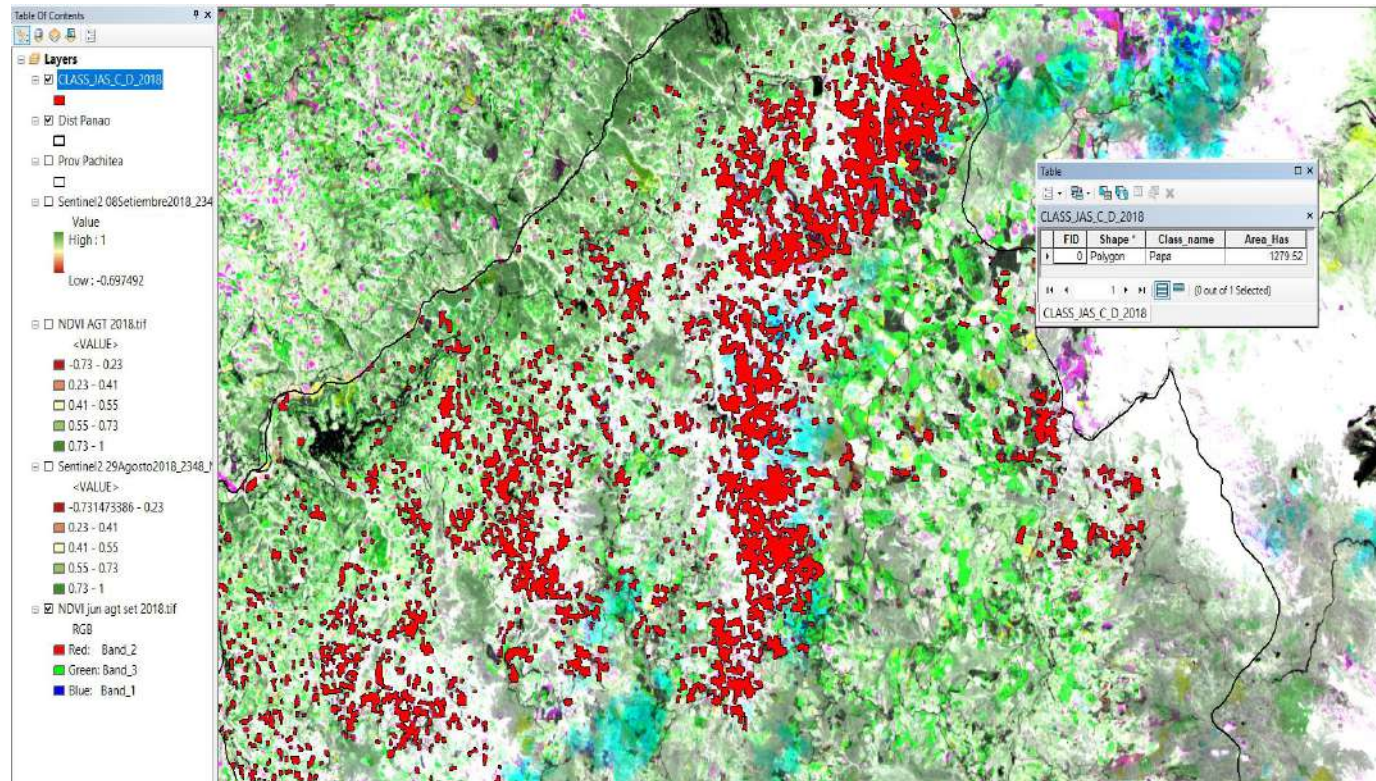 Table Of Contents
Layers
CLASS_JAS_C_D_2018
Dist Panao
Prov Pachitea
Sentinel2 08Setiembre2018_234
Value
High : 1
Low : -0.697492
NDVI AGT 2018.tif
<VALUE>
-0.73 - 0.23
0.23 - 0.41
0.41 - 0.55
0.55 - 0.73
0.73 - 1
Sentinel2 29Agosto2018_2348_
<VALUE>
-0.731473386 - 0.23
0.23 - 0.41
0.41 - 0.55
0.55 - 0.73
0.73 - 1
NDVI jun agt set 2018.tif
RGB
Red: Band_2
Green: Band_3
Blue: Band_1
Table
CLASS_JAS_C_D_2018
FID Shape * Class_name Area_Has
0 Polygon Papa 1279.52
1
(0 out of 1 Selected)
CLASS_JAS_C_D_2018